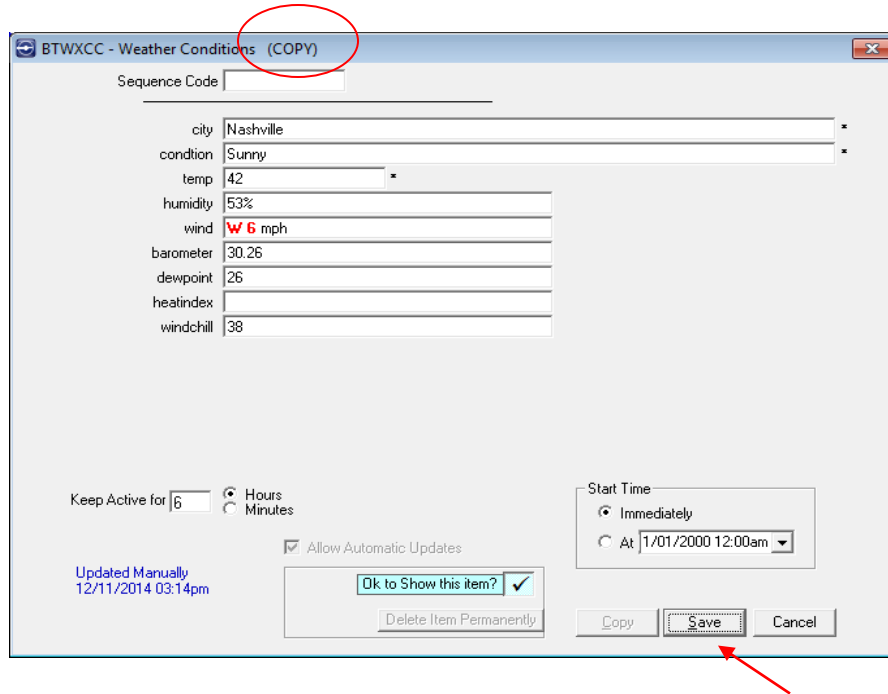 BTWXCC - Weather Conditions (COPY)
Sequence Code
city Nashville *
condtion Sunny *
temp 42 *
humidity 53%
wind W 6 mph
barometer 30.26
dewpoint 26
heatindex
windchill 38
Keep Active for 6 Hours
Minutes
Start Time
Immediately
At 1/01/2000 12:00am
Allow Automatic Updates
Updated Manually
12/11/2014 03:14pm
Ok to Show this item?
Delete Item Permanently
Copy Save Cancel